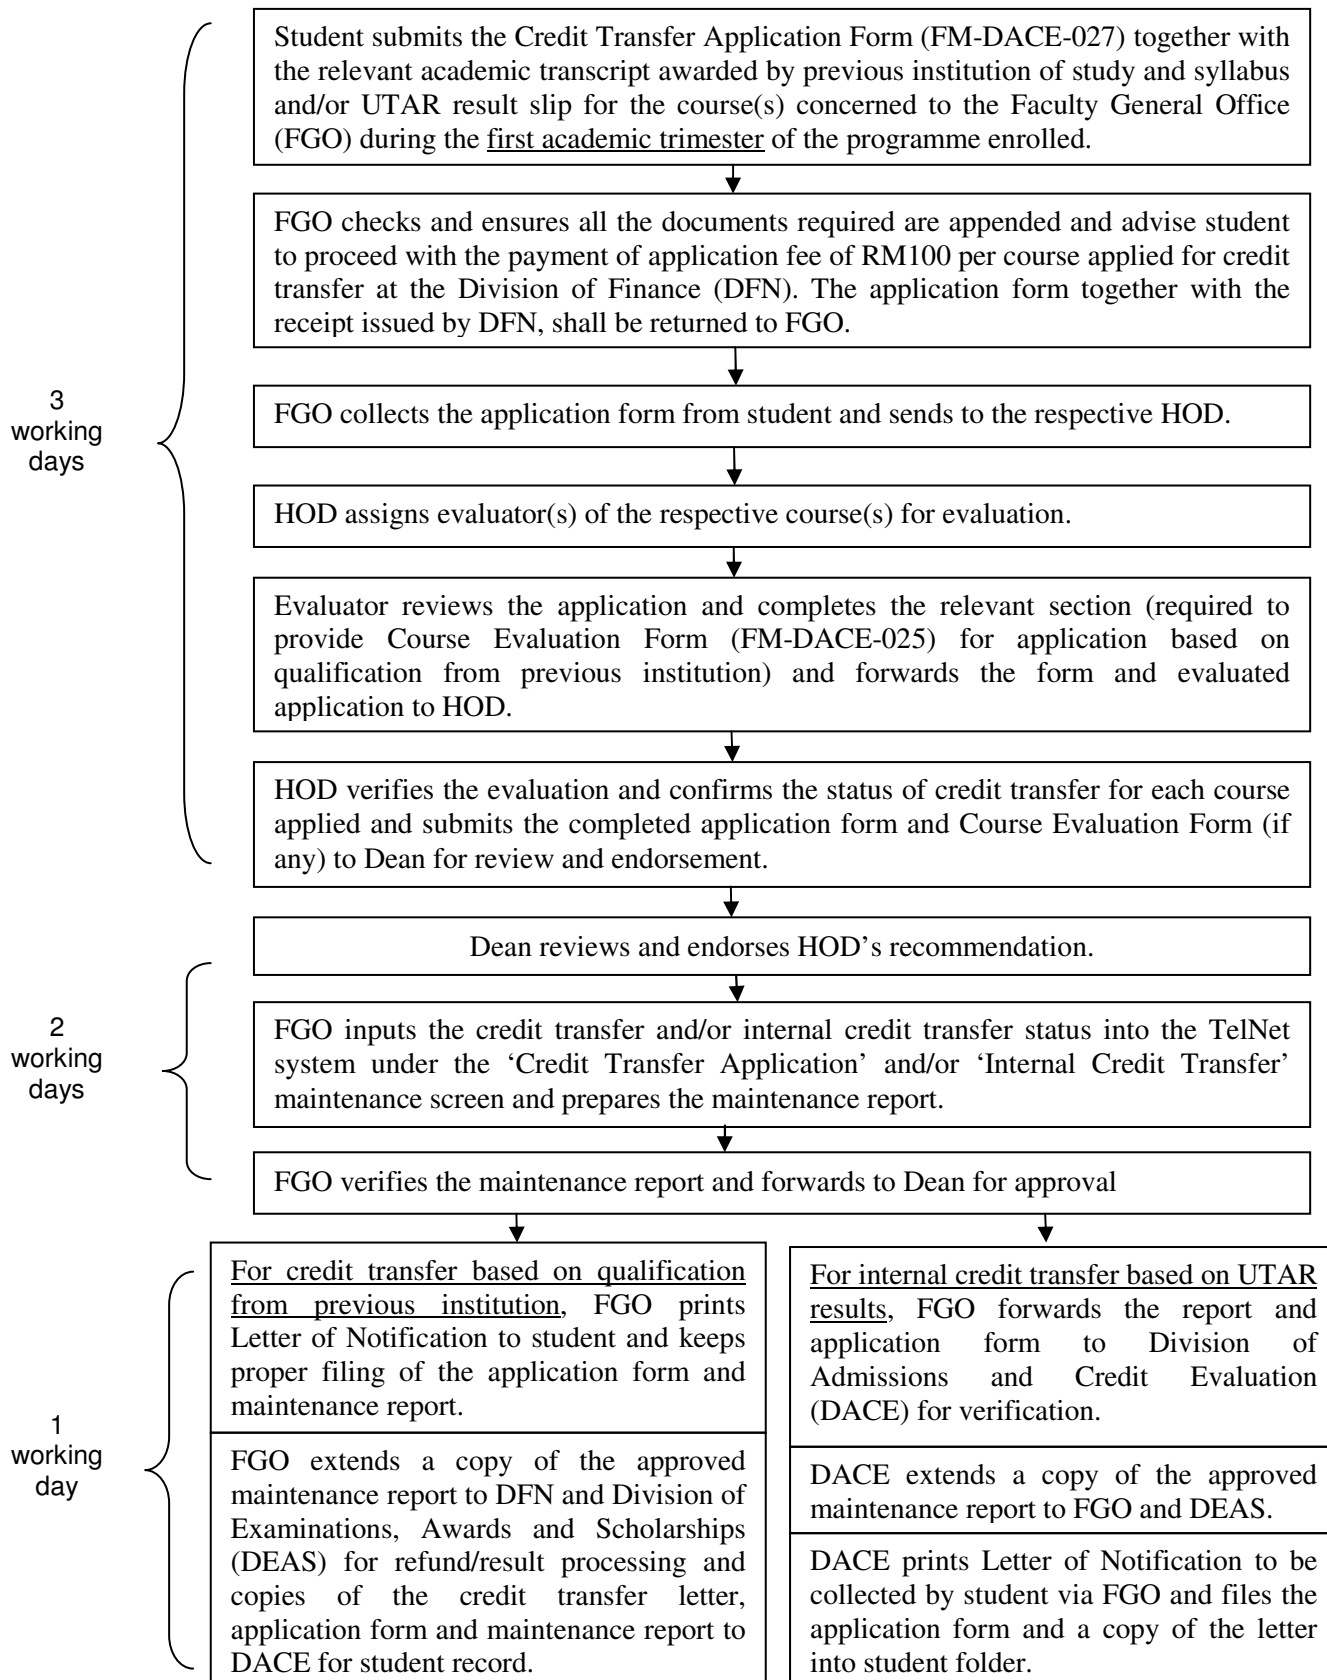 Student submits the Credit Transfer Application Form (FM-DACE-027) together with
the relevant academic transcript awarded by previous institution of study and syllabus
and/or UTAR result slip for the course(s) concerned to the Faculty General Office
(FGO) during the first academic trimester of the programme enrolled.
FGO checks and ensures all the documents required are appended and advise student
to proceed with the payment of application fee of RM100 per course applied for credit
transfer at the Division of Finance (DFN). The application form together with the
receipt issued by DFN, shall be returned to FGO.
3
working
days
FGO collects the application form from student and sends to the respective HOD.
HOD assigns evaluator(s) of the respective course(s) for evaluation.
Evaluator reviews the application and completes the relevant section (required to
provide Course Evaluation Form (FM-DACE-025) for application based on
qualification from previous institution) and forwards the form and evaluated
application to HOD.
HOD verifies the evaluation and confirms the status of credit transfer for each course
applied and submits the completed application form and Course Evaluation Form (if
any) to Dean for review and endorsement.
Dean reviews and endorses HOD's recommendation.
2
working
days
FGO inputs the credit transfer and/or internal credit transfer status into the TelNet
system under the 'Credit Transfer Application' and/or 'Internal Credit Transfer'
maintenance screen and prepares the maintenance report.
FGO verifies the maintenance report and forwards to Dean for approval
1
working
day
For credit transfer based on qualification
from previous institution, FGO prints
Letter of Notification to student and keeps
proper filing of the application form and
maintenance report.
FGO extends a copy of the approved
maintenance report to DFN and Division of
Examinations, Awards and Scholarships
(DEAS) for refund/result processing and
copies of the credit transfer letter,
application form and maintenance report to
DACE for student record.
For internal credit transfer based on UTAR
results, FGO forwards the report and
application form to Division of
Admissions and Credit Evaluation
(DACE) for verification.
DACE extends a copy of the approved
maintenance report to FGO and DEAS.
DACE prints Letter of Notification to be
collected by student via FGO and files the
application form and a copy of the letter
into student folder.